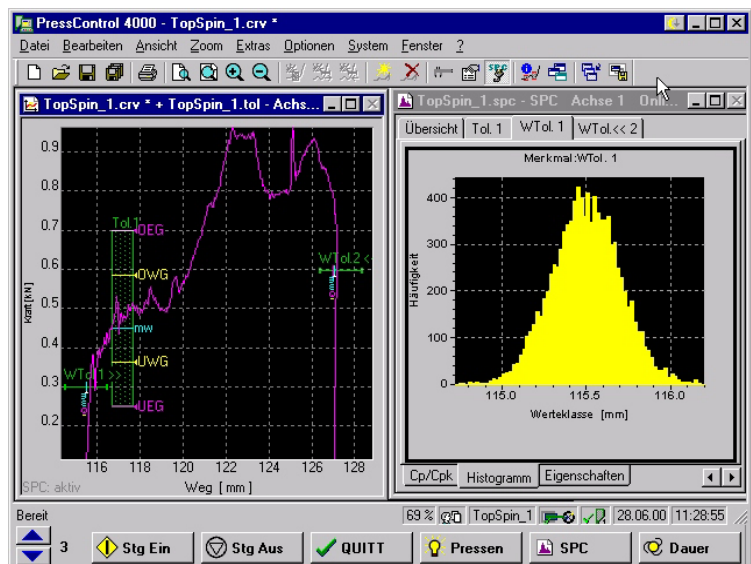 PressControl 4000 - TopSpin_1.crv *
Datei Bearbeiten Ansicht Zoom Extras Optionen System Fenster ?
TopSpin_1.crv * + TopSpin_1.tol - Achs...
0.9
0.8
0.7
0.6
0.5
0.4
0.3
0.2
Kraft [kN]
Tol.1
OEG
OWG
mw
UWG
UEG
WTol.1 >>
WTol.2 <
116 118 120 122 124 126 128
SPC: aktiv
Weg [mm]
TopSpin_1.spc - SPC Achse 1 Onli...
Übersicht Tol. 1 WTol. 1 WTol.<< 2
Merkmal:WTol. 1
400
300
200
100
0
Häufigkeit
115.0 115.5 116.0
Werteklasse [mm]
Cp/Cpk Histogramm Eigenschaften
Bereit
69 % TopSpin_1 28.06.00 11:28:55
3 Stg Ein Stg Aus QUITT Pressen SPC Dauer